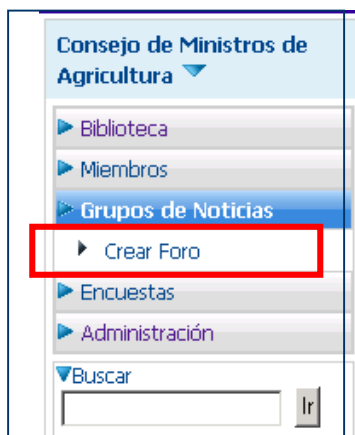 Consejo de Ministros de
Agricultura
Biblioteca
Miembros
Grupos de Noticias
Crear Foro
Encuestas
Administración
Buscar
Ir